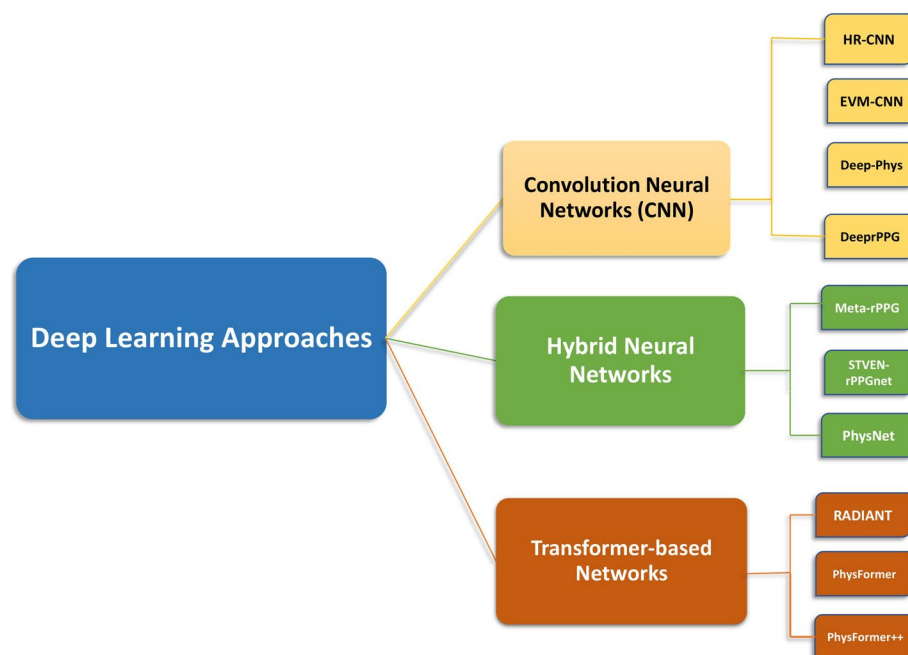 Deep Learning Approaches
Convolution Neural
Networks (CNN)
HR-CNN
EVM-CNN
Deep-Phys
DeeprPPG
Hybrid Neural
Networks
Meta-rPPG
STVEN-
rPPGnet
PhysNet
Transformer-based
Networks
RADIANT
PhysFormer
PhysFormer++